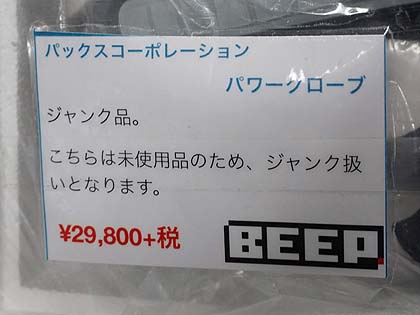 パックスコーポレーション
パワーグローブ
ジャンク品。
こちらは未使用品のため、ジャンク扱
いとなります。
¥29,800+税
BEEP.